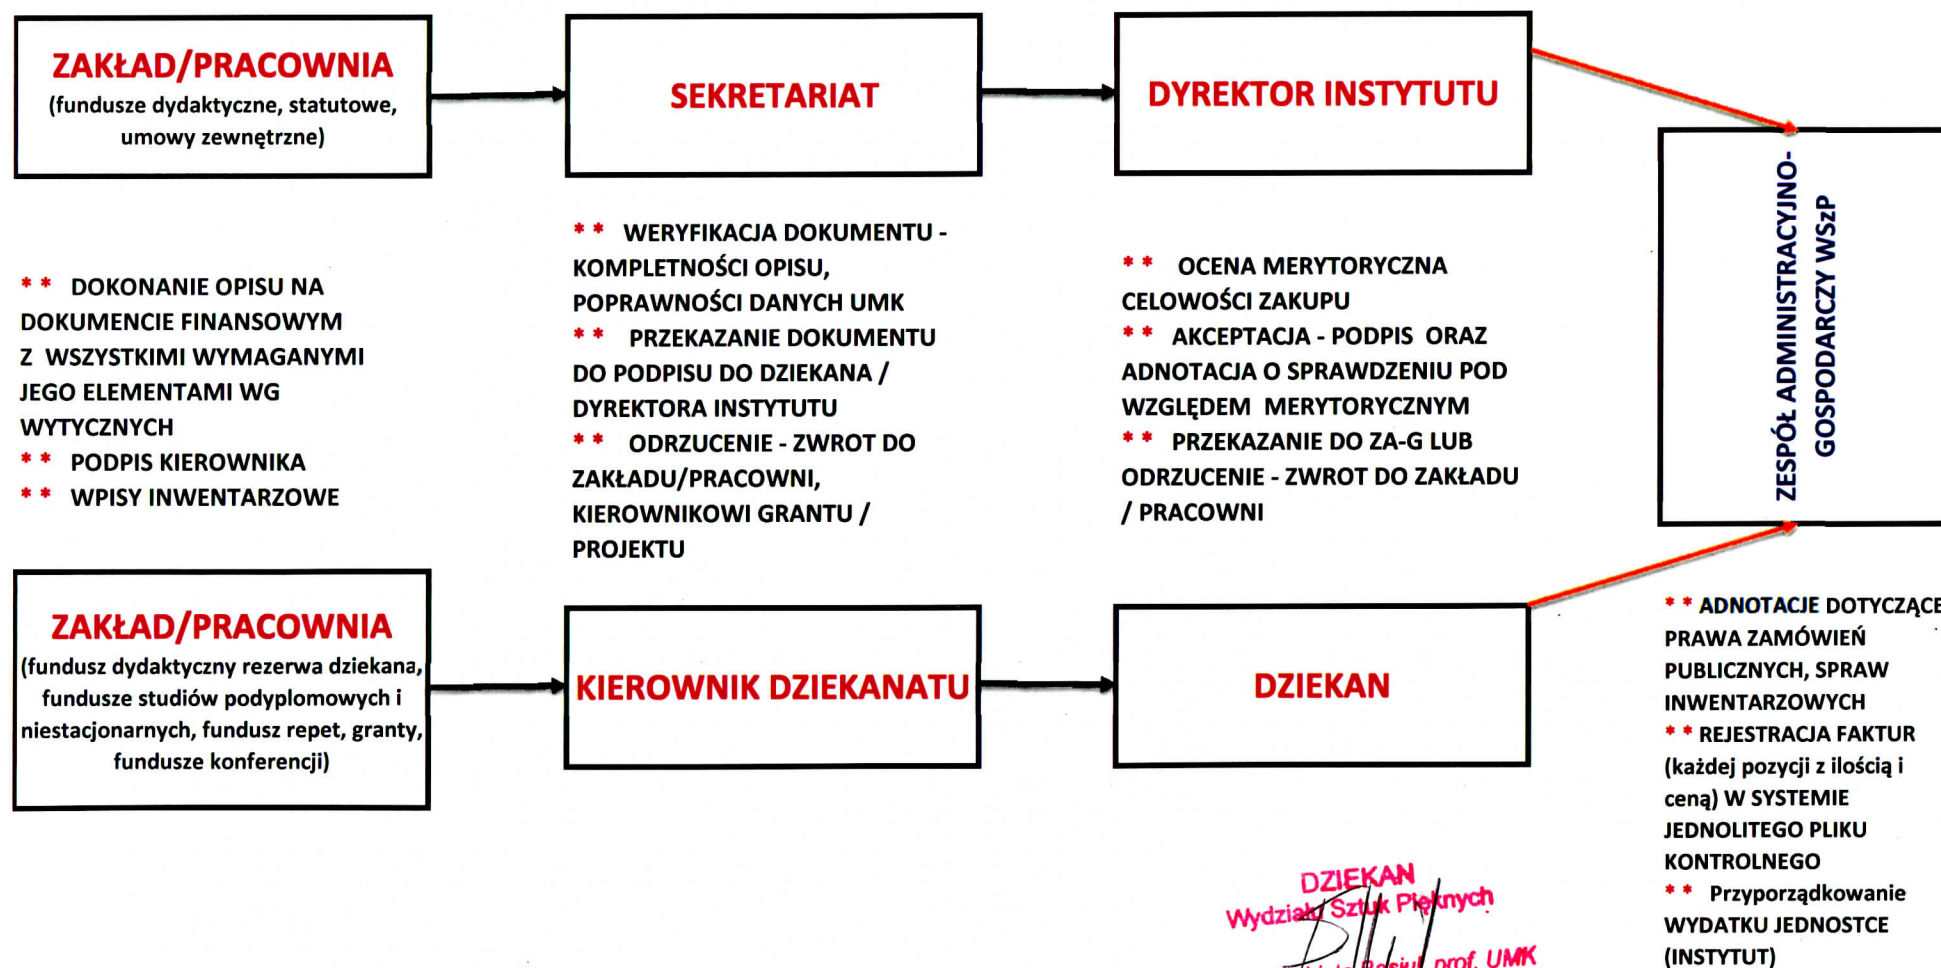 ZAKŁAD/PRACOWNIA
(fundusze dydaktyczne, statutowe,
umowy zewnętrzne)
SEKRETARIAT
DYREKTOR INSTYTUTU
ZESPÓŁ ADMINISTRACYJNO-
GOSPODARCZY WSzP
** DOKONANIE OPISU NA
DOKUMENCIE FINANSOWYM
Z WSZYSTKIMI WYMAGANYMI
JEGO ELEMENTAMI WG
WYTYCZNYCH
** PODPIS KIEROWNIKA
** WPISY INWENTARZOWE
** WERYFIKACJA DOKUMENTU -
KOMPLETNOŚCI OPISU,
POPRAWNOŚCI DANYCH UMK
** PRZEKAZANIE DOKUMENTU
DO PODPISU DO DZIEKANA /
DYREKTORA INSTYTUTU
** ODRZUCENIE - ZWROT DO
ZAKŁADU/PRACOWNI,
KIEROWNIKOWI GRANTU /
PROJEKTU
** OCENA MERYTORYCZNA
CELOWOŚCI ZAKUPU
** AKCEPTACJA - PODPIS ORAZ
ADNOTACJA O SPRAWDZENIU POD
WZGLĘDEM MERYTORYCZNYM
** PRZEKAZANIE DO ZA-G LUB
ODRZUCENIE - ZWROT DO ZAKŁADU
/ PRACOWNI
ZAKŁAD/PRACOWNIA
(fundusz dydaktyczny rezerwa dziekana,
fundusze studiów podyplomowych i
niestacjonarnych, fundusz repet, granty,
fundusze konferencji)
KIEROWNIK DZIEKANATU
DZIEKAN
** ADNOTACJE DOTYCZĄCE
PRAWA ZAMÓWIEŃ
PUBLICZNYCH, SPRAW
INWENTARZOWYCH
** REJESTRACJA FAKTUR
(każdej pozycji z ilością i
ceną) W SYSTEMIE
JEDNOLITEGO PLIKU
KONTROLNEGO
** Przyporządkowanie
WYDATKU JEDNOSTCE
(INSTYTUT)
DZIEKAN
Wydziału Sztuk Pięknych
prof. UMK